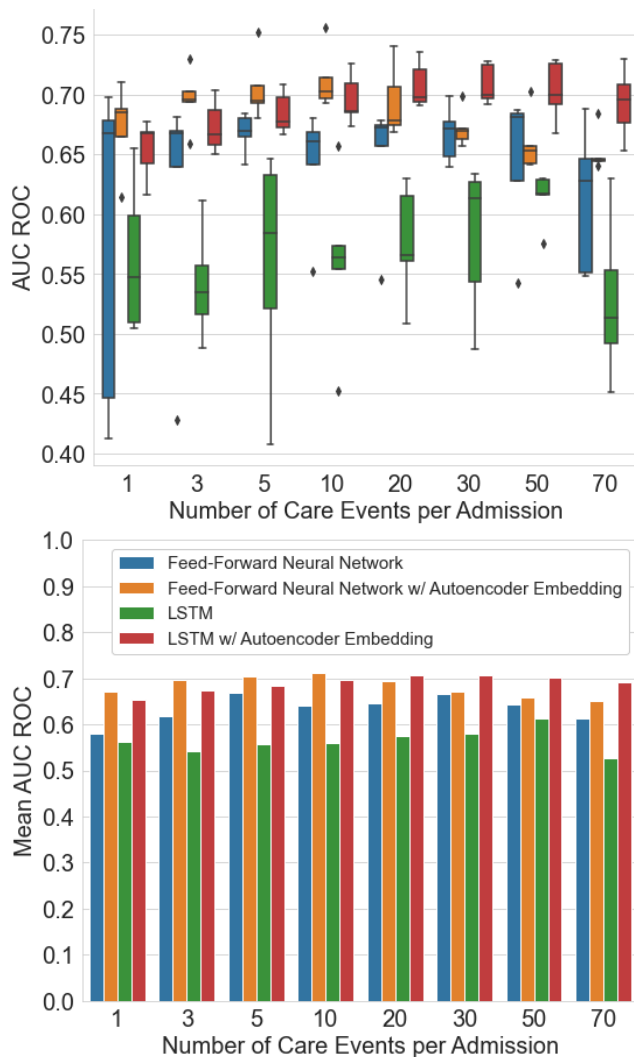 0.75
0.70
0.65
0.60
0.55
0.50
0.45
0.40
AUC ROC
1 3 5 10 20 30 50 70
Number of Care Events per Admission
1.0
0.9
0.8
0.7
0.6
0.5
0.4
0.3
0.2
0.1
0.0
Mean AUC ROC
Feed-Forward Neural Network
Feed-Forward Neural Network w/ Autoencoder Embedding
LSTM
LSTM w/ Autoencoder Embedding
1 3 5 10 20 30 50 70
Number of Care Events per Admission